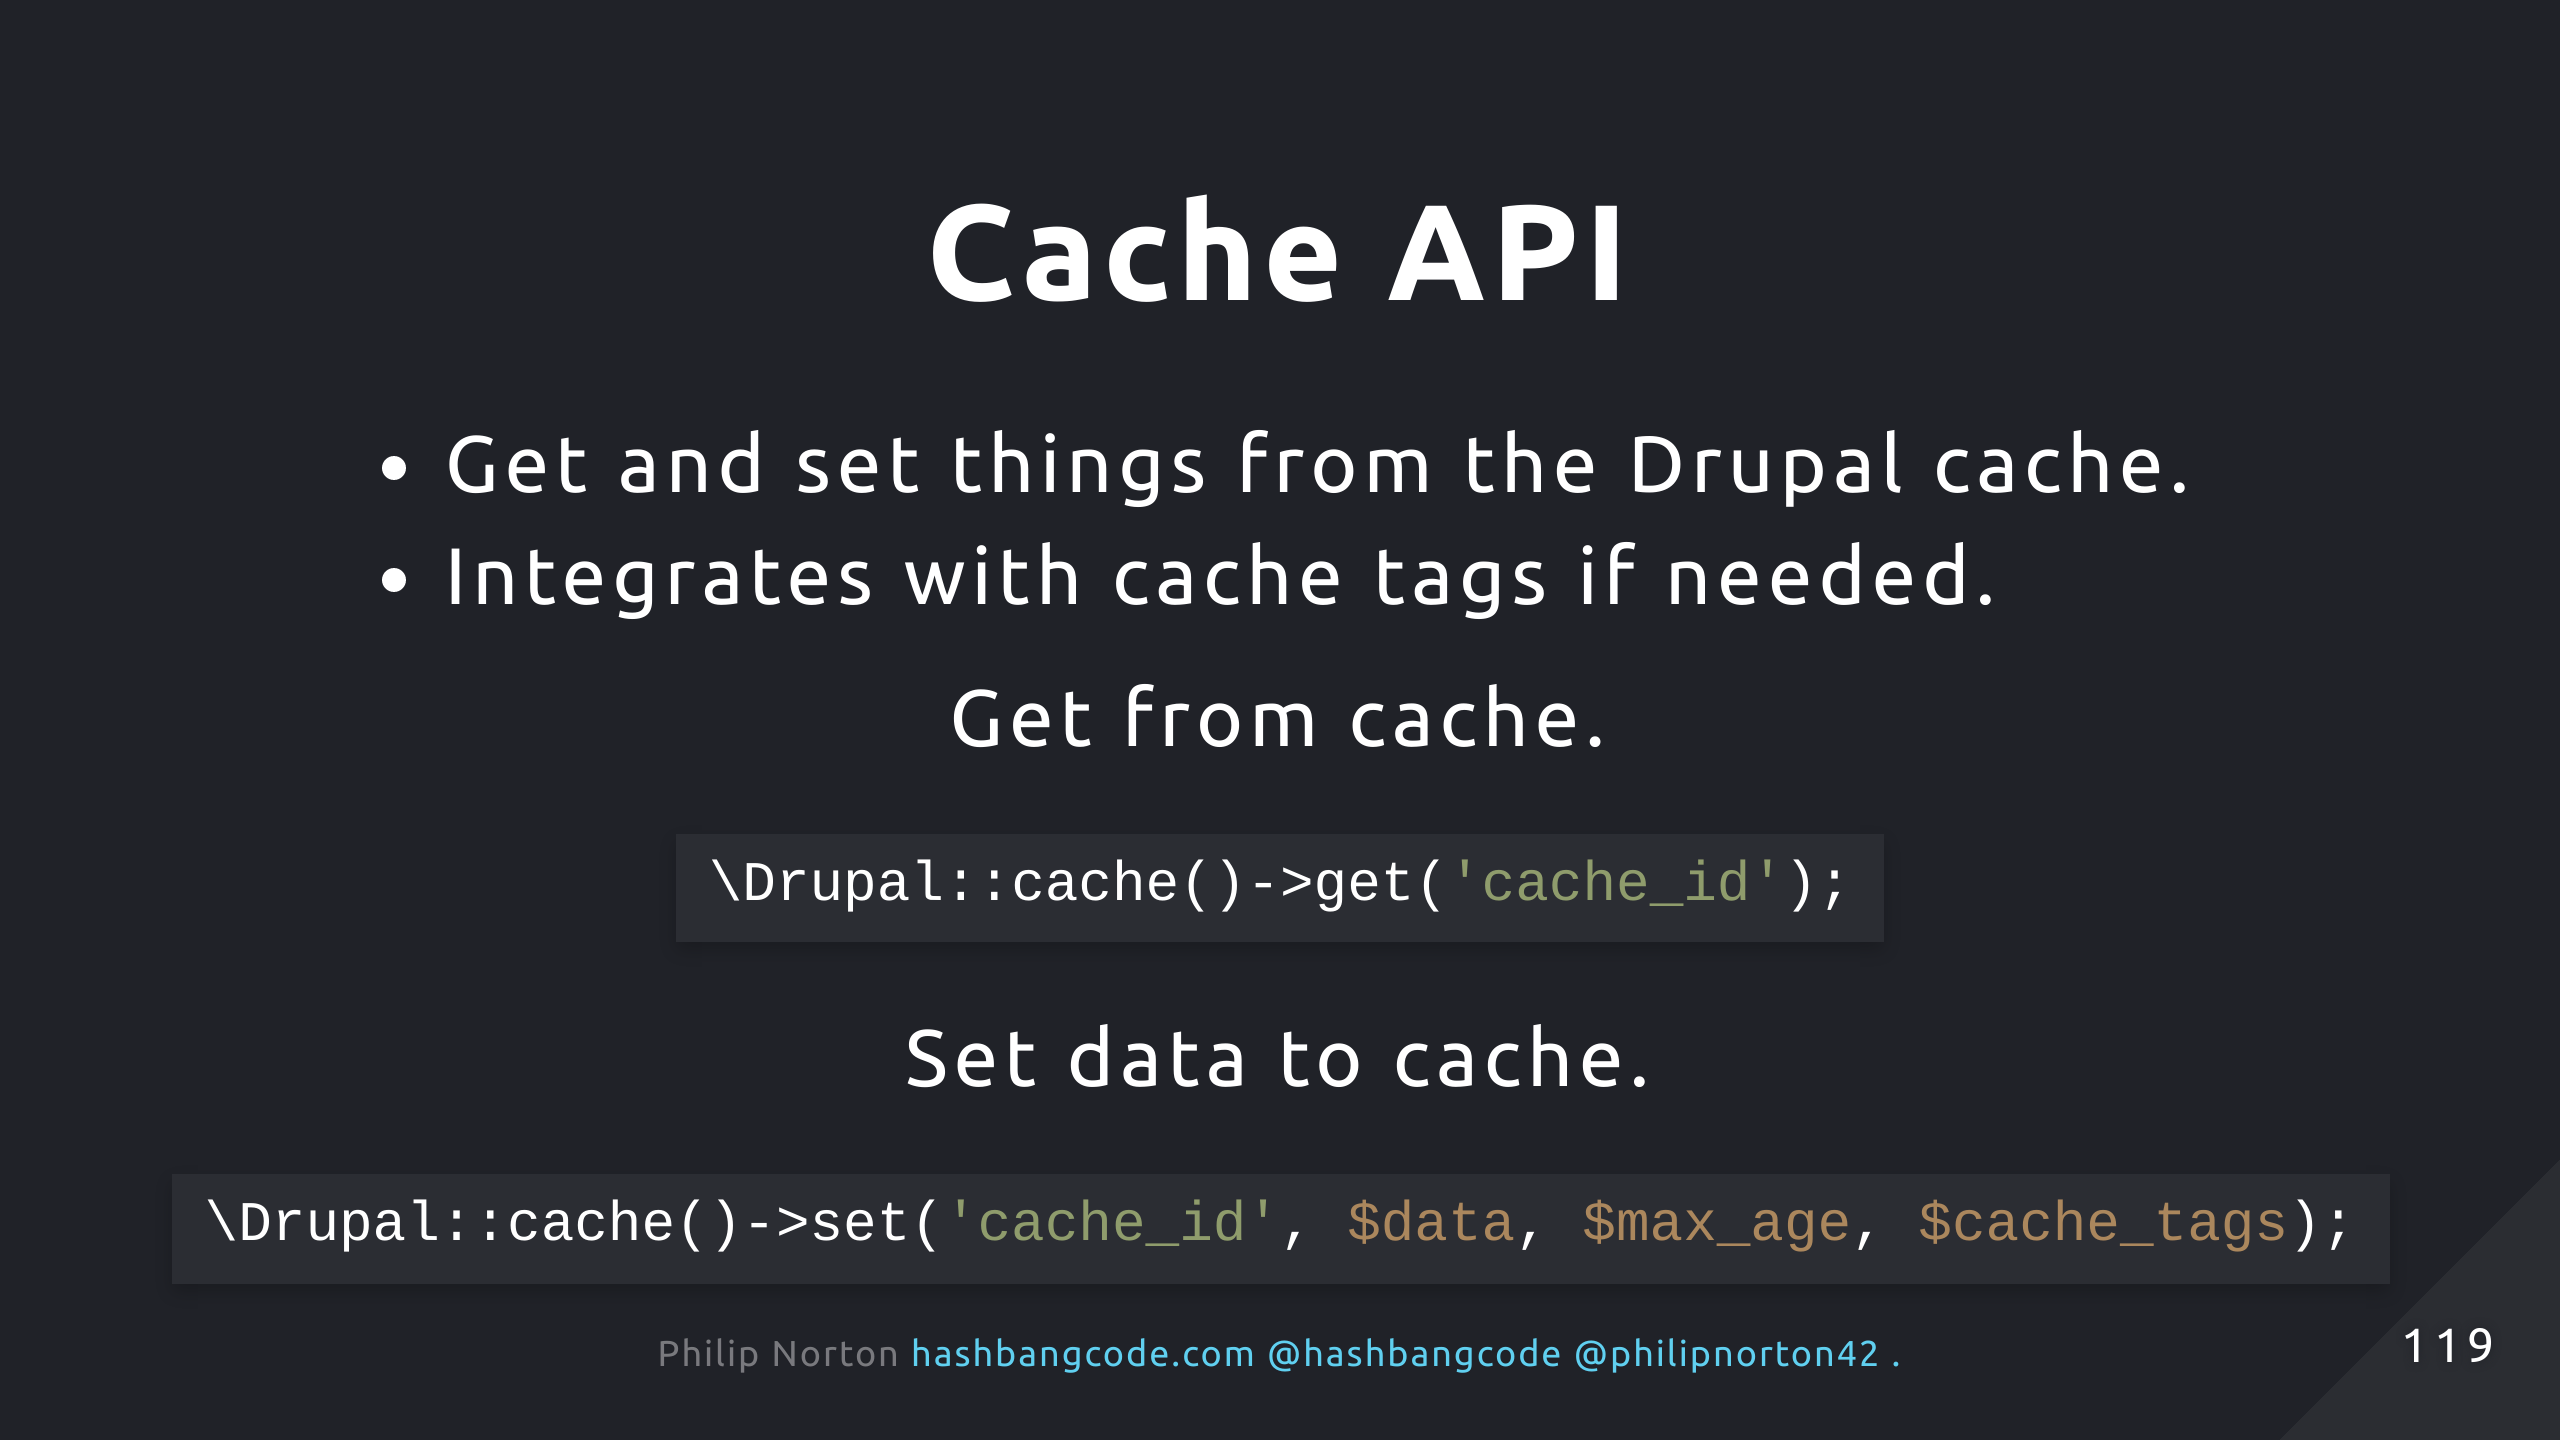 Cache API
• Get and set things from the Drupal cache.
• Integrates with cache tags if needed.
Get from cache.
\Drupal::cache()->get('cache_id');
Set data to cache.
\Drupal::cache()->set('cache_id', $data, $max_age, $cache_tags);
Philip Norton hashbangcode.com @hashbangcode @philipnorton42 .
119